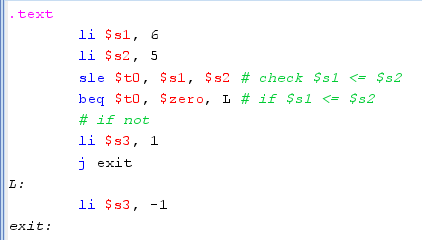 .text
li $s1, 6
li $s2, 5
sle $t0, $s1, $s2 # check $s1 <= $s2
beq $t0, $zero, L # if $s1 <= $s2
# if not
li $s3, 1
j exit
L:
li $s3, -1
exit: